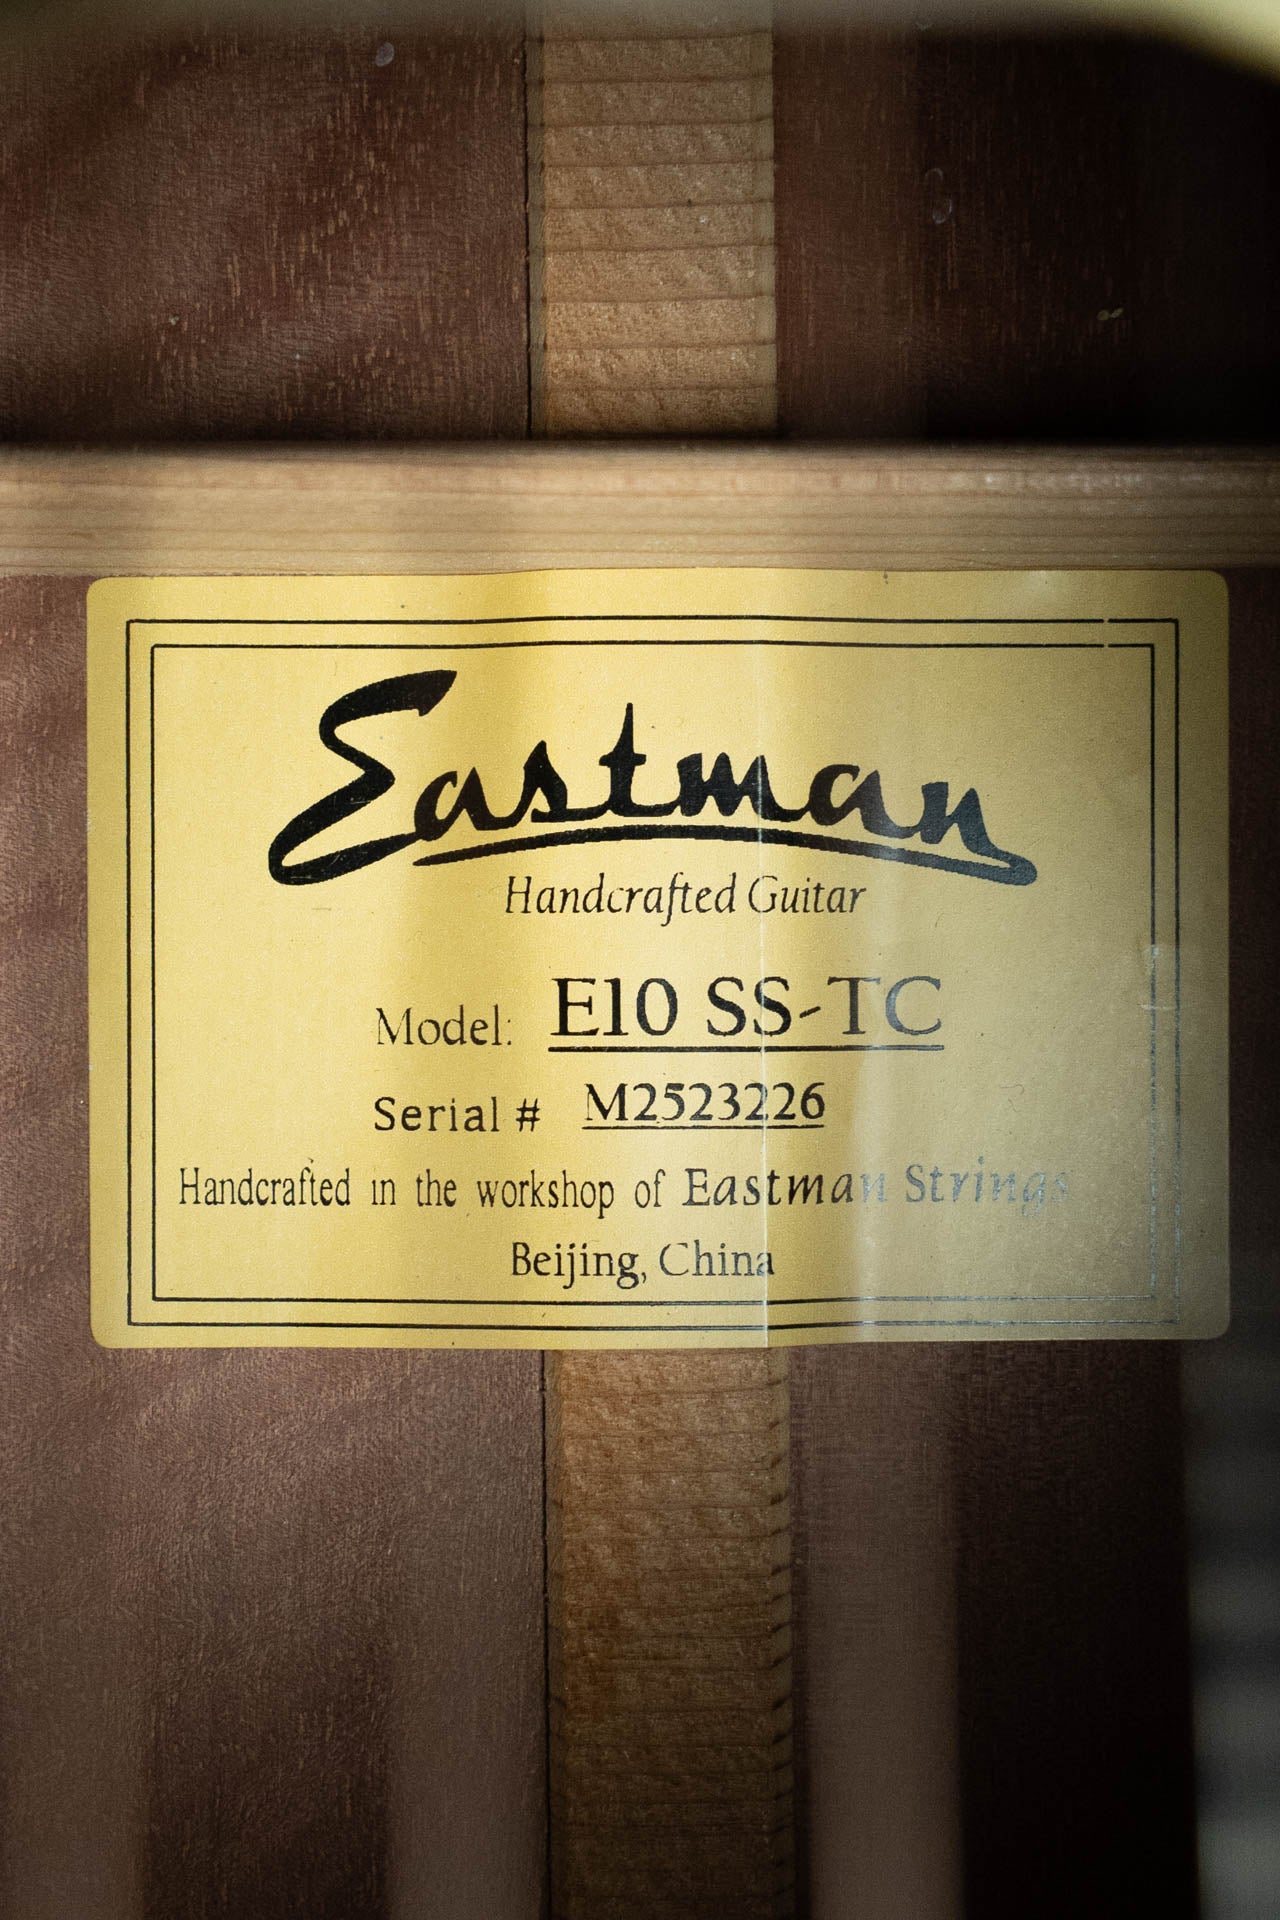 Eastman
Handcrafted Guitar
Model: E10 SS-TC
Serial # M2523226
Handcrafted in the workshop of Eastman Strings
Beijing, China